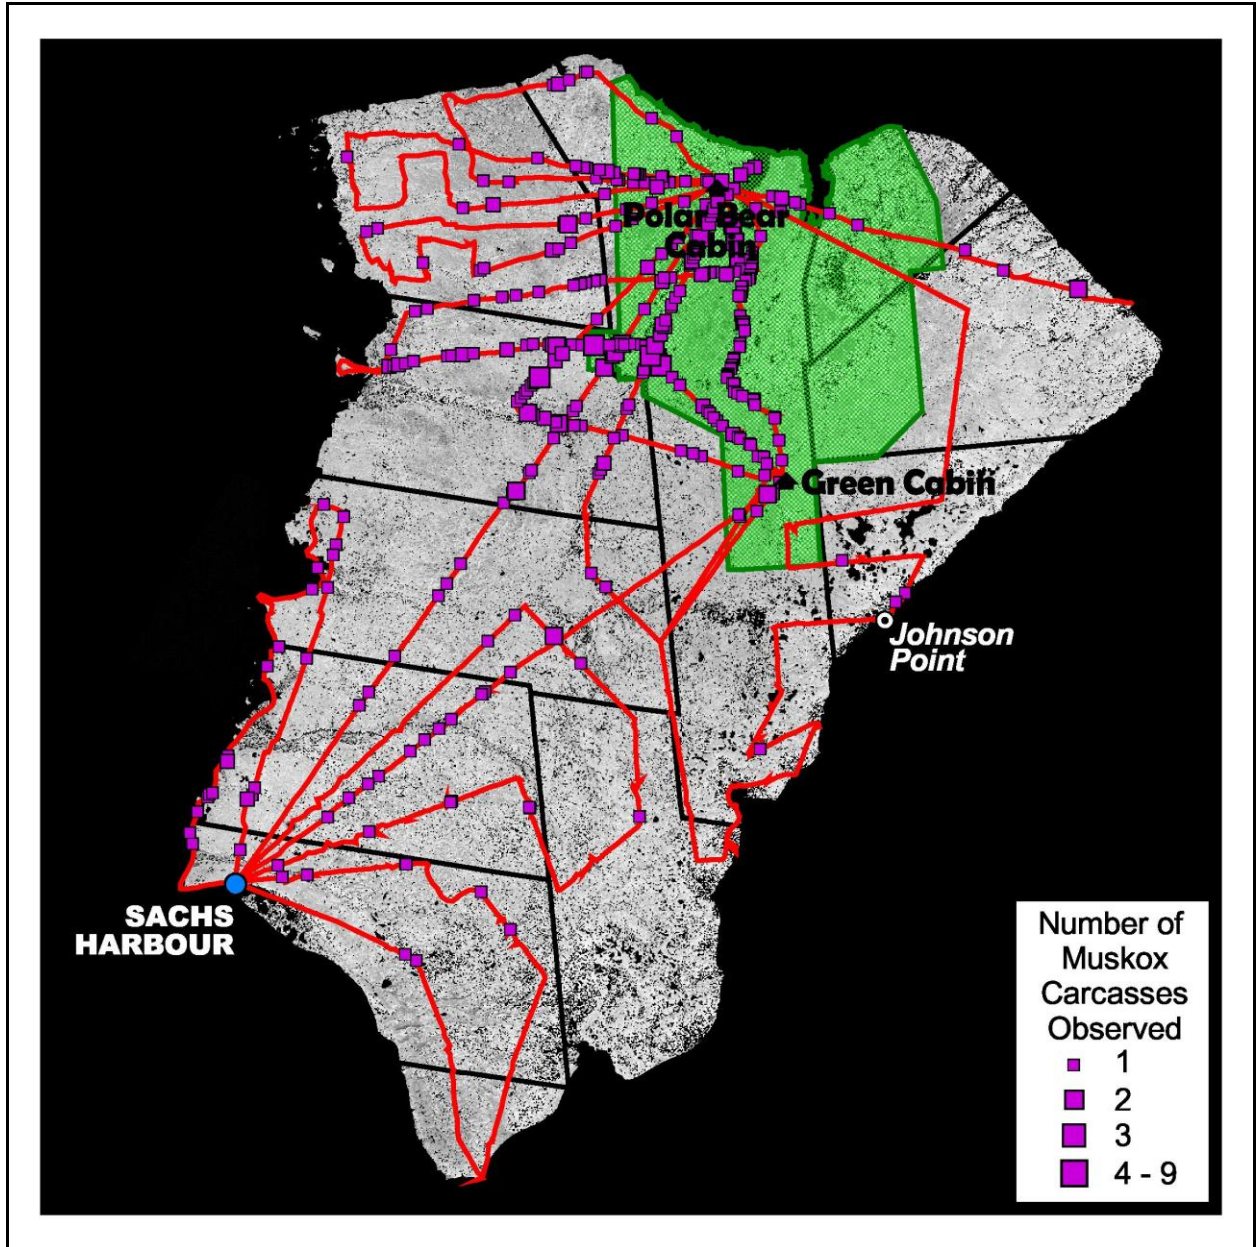 Polar Bear
Cabin
Green Cabin
Johnson
Point
SACHS
HARBOUR
Number of
Muskox
Carcasses
Observed
1
2
3
4 - 9